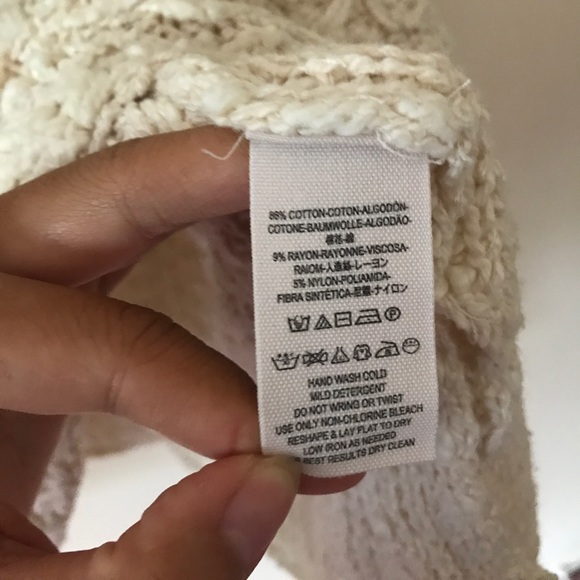 86% COTTON-COTON-ALGODÓN-
COTONE-BAUMWOLLE-ALGODÃO-
棉花-綿
9% RAYON-RAYONNE-VISCOSA-
RAIOM-人造絲-レーヨン
5% NYLON-POLIAMIDA-
FIBRA SINTÉTICA-尼龍-ナイロン
HAND WASH COLD
MILD DETERGENT
DO NOT WRING OR TWIST
USE ONLY NON-CHLORINE BLEACH
RESHAPE & LAY FLAT TO DRY
LOW IRON AS NEEDED
BEST RESULTS DRY CLEAN